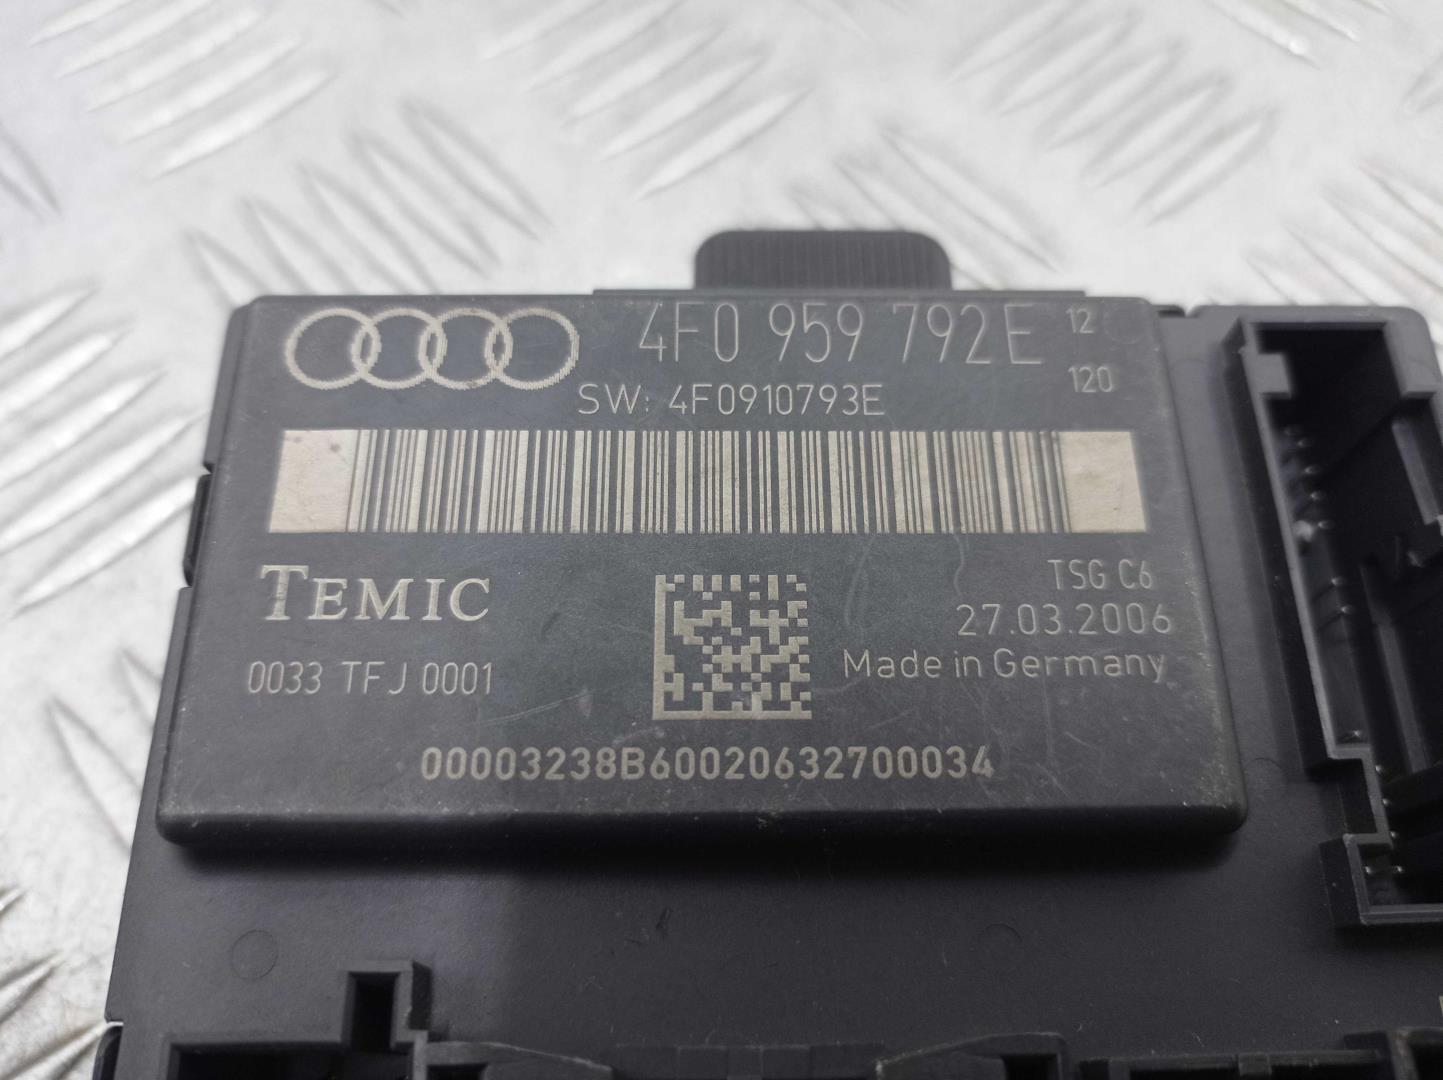 4F0 959 792E 12
120
SW: 4F0910793E
TEMIC
TSG C6
27.03.2006
0033 TFJ 0001
Made in Germany
00003238B60020632700034